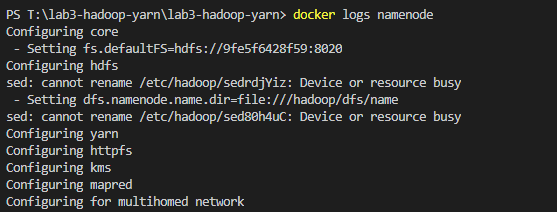 PS T:\lab3-hadoop-yarn\lab3-hadoop-yarn> docker logs namenode
Configuring core
 - Setting fs.defaultFS=hdfs://9fe5f6428f59:8020
Configuring hdfs
sed: cannot rename /etc/hadoop/sedrdjYiz: Device or resource busy
 - Setting dfs.namenode.name.dir=file:///hadoop/dfs/name
sed: cannot rename /etc/hadoop/sed80h4uC: Device or resource busy
Configuring yarn
Configuring httpfs
Configuring kms
Configuring mapred
Configuring for multihomed network